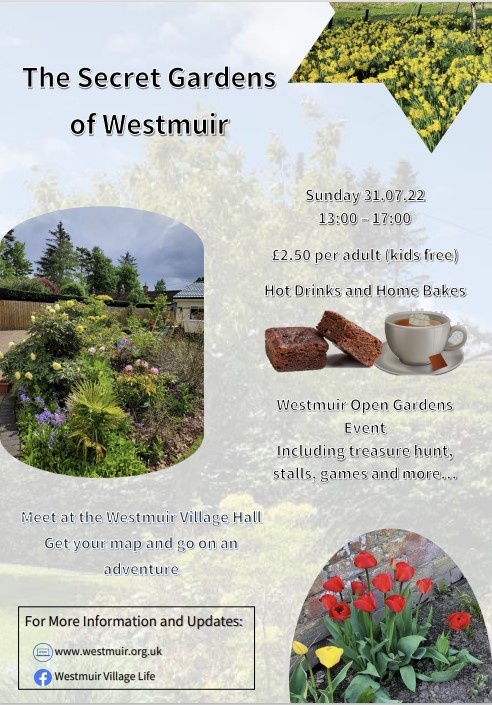 The Secret Gardens
of Westmuir
Sunday 31.07.22
13:00 – 17:00
£2.50 per adult (kids free)
Hot Drinks and Home Bakes
Westmuir Open Gardens
Event
Including treasure hunt,
stalls, games and more...
Meet at the Westmuir Village Hall
Get your map and go on an
adventure
For More Information and Updates:
www.westmuir.org.uk
Westmuir Village Life